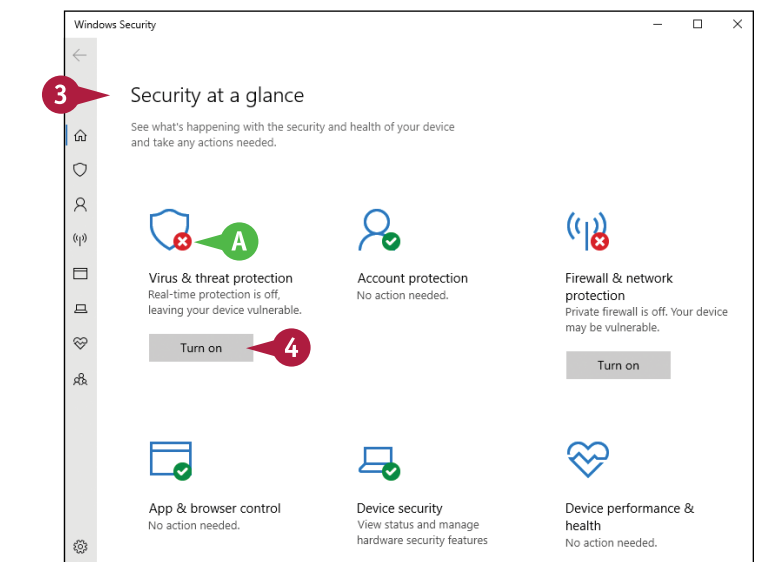 Windows Security
3
Security at a glance
See what's happening with the security and health of your device
and take any actions needed.
A
Virus & threat protection
Real-time protection is off,
leaving your device vulnerable.
Turn on
4
Account protection
No action needed.
Firewall & network
protection
Private firewall is off. Your device
may be vulnerable.
Turn on
App & browser control
No action needed.
Device security
View status and manage
hardware security features
Device performance &
health
No action needed.